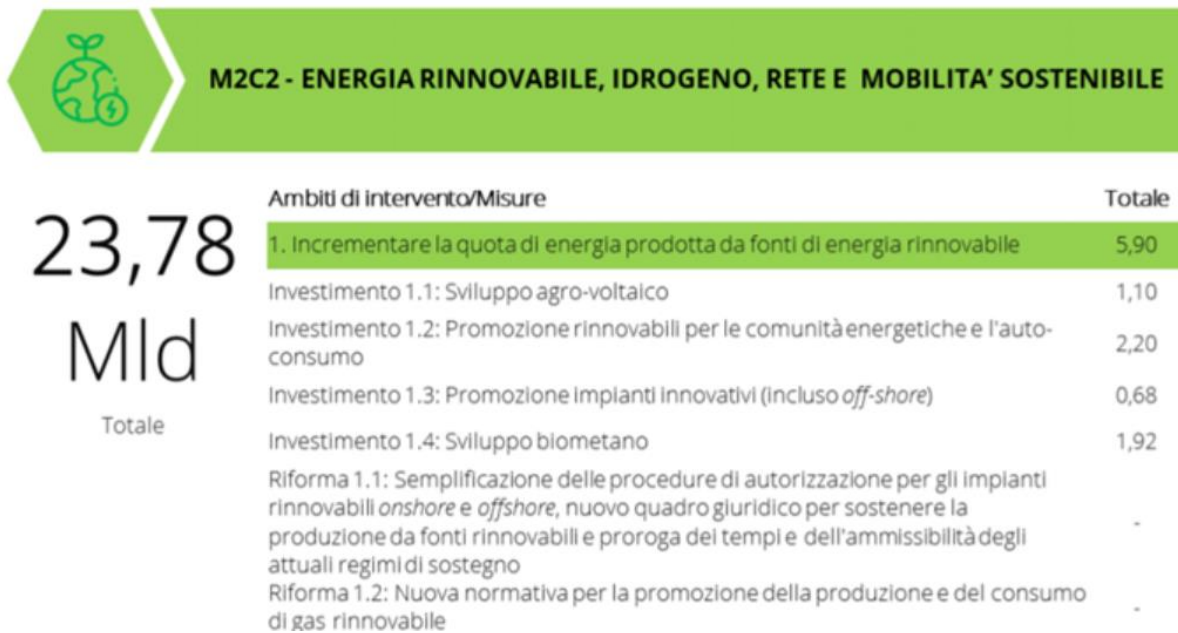 M2C2 - ENERGIA RINNOVABILE, IDROGENO, RETE E MOBILITA' SOSTENIBILE
23,78
Mld
Totale
Ambiti di intervento/Misure Totale
1. Incrementare la quota di energia prodotta da fonti di energia rinnovabile 5,90
Investimento 1.1: Sviluppo agro-voltaico 1,10
Investimento 1.2: Promozione rinnovabili per le comunità energetiche e l'auto-
consumo 2,20
Investimento 1.3: Promozione impianti innovativi (incluso off-shore) 0,68
Investimento 1.4: Sviluppo biometano 1,92
Riforma 1.1: Semplificazione delle procedure di autorizzazione per gli impianti
rinnovabili onshore e offshore, nuovo quadro giuridico per sostenere la
produzione da fonti rinnovabili e proroga dei tempi e dell'ammissibilità degli
attuali regimi di sostegno -
Riforma 1.2: Nuova normativa per la promozione della produzione e del consumo
di gas rinnovabile -